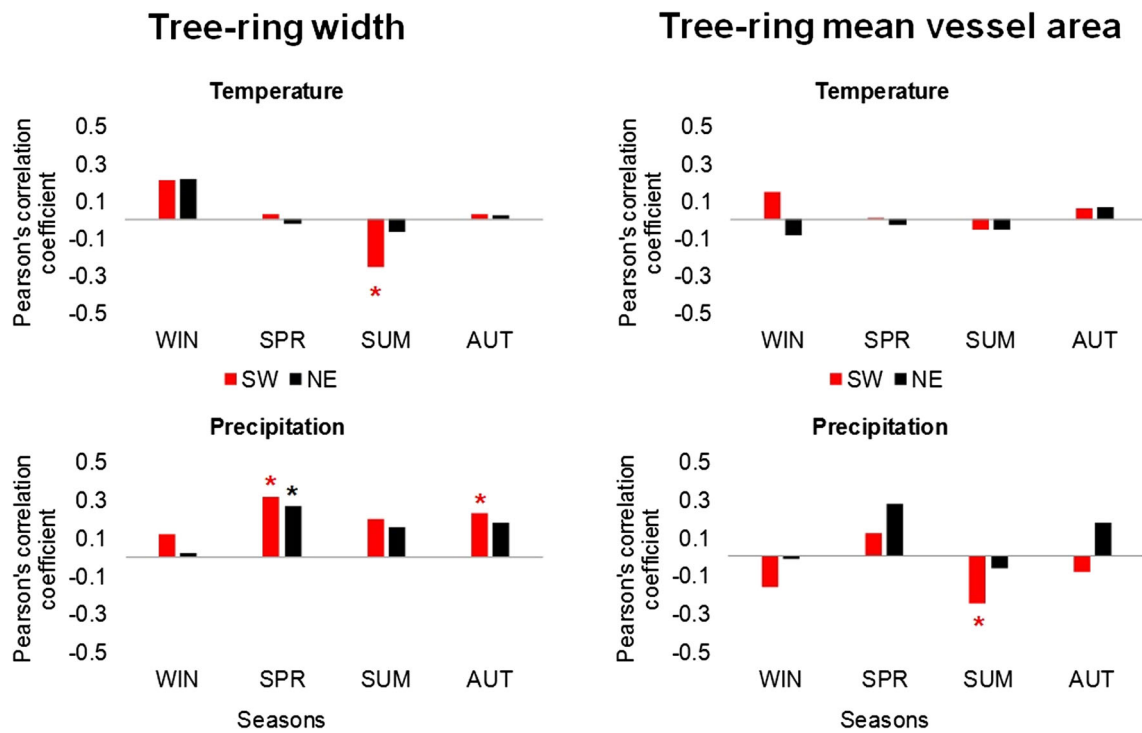 Tree-ring width
Temperature
Pearson's correlation
coefficient
0.5
0.3
0.1
-0.1
-0.3
-0.5
*
WIN SPR SUM AUT
SW NE
Precipitation
Pearson's correlation
coefficient
0.5
0.3
0.1
-0.1
-0.3
-0.5
* * *
WIN SPR SUM AUT
Seasons
Tree-ring mean vessel area
Temperature
Pearson's correlation
coefficient
0.5
0.3
0.1
-0.1
-0.3
-0.5
WIN SPR SUM AUT
SW NE
Precipitation
Pearson's correlation
coefficient
0.5
0.3
0.1
-0.1
-0.3
-0.5
*
WIN SPR SUM AUT
Seasons